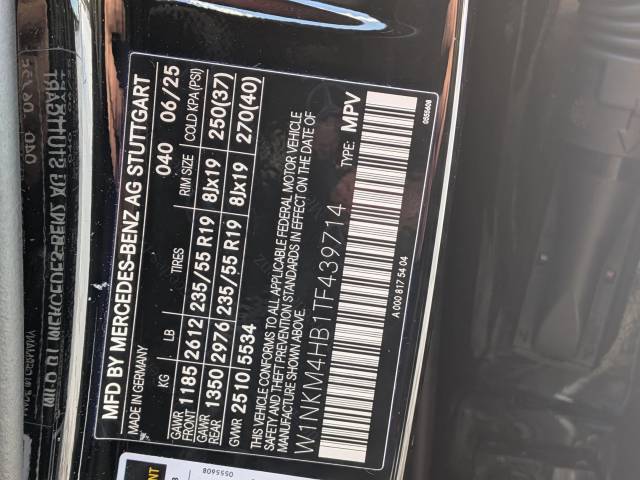 MFD BY MERCEDES-BENZ AG STUTTGART
MADE IN GERMANY 040 06/25
KG LB TIRES RIM SIZE COLD KPA(PSI)
GAWR FRONT 1185 2612 235/55 R19 8Jx19 250(37)
GAWR REAR 1350 2976 235/55 R19 8Jx19 270(40)
GVWR 2510 5534
THIS VEHICLE CONFORMS TO ALL APPLICABLE FEDERAL MOTOR VEHICLE
SAFETY AND THEFT PREVENTION STANDARDS IN EFFECT ON THE DATE OF
MANUFACTURE SHOWN ABOVE.
W1NKM4HB1TF439714 TYPE: MPV
A 000 817 54 04
0555608
0555608